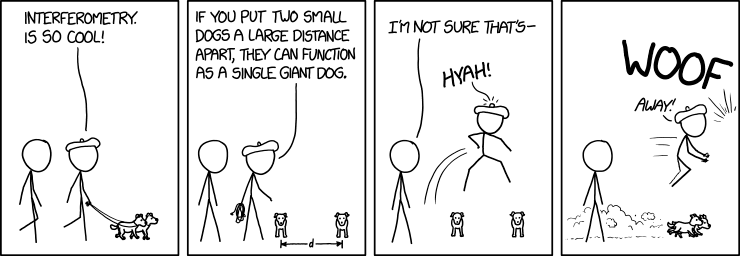 INTERFEROMETRY.
IS SO COOL!
IF YOU PUT TWO SMALL
DOGS A LARGE DISTANCE
APART, THEY CAN FUNCTION
AS A SINGLE GIANT DOG.
d
I'M NOT SURE THAT'S—
HYAH!
WOOF
AWAY!